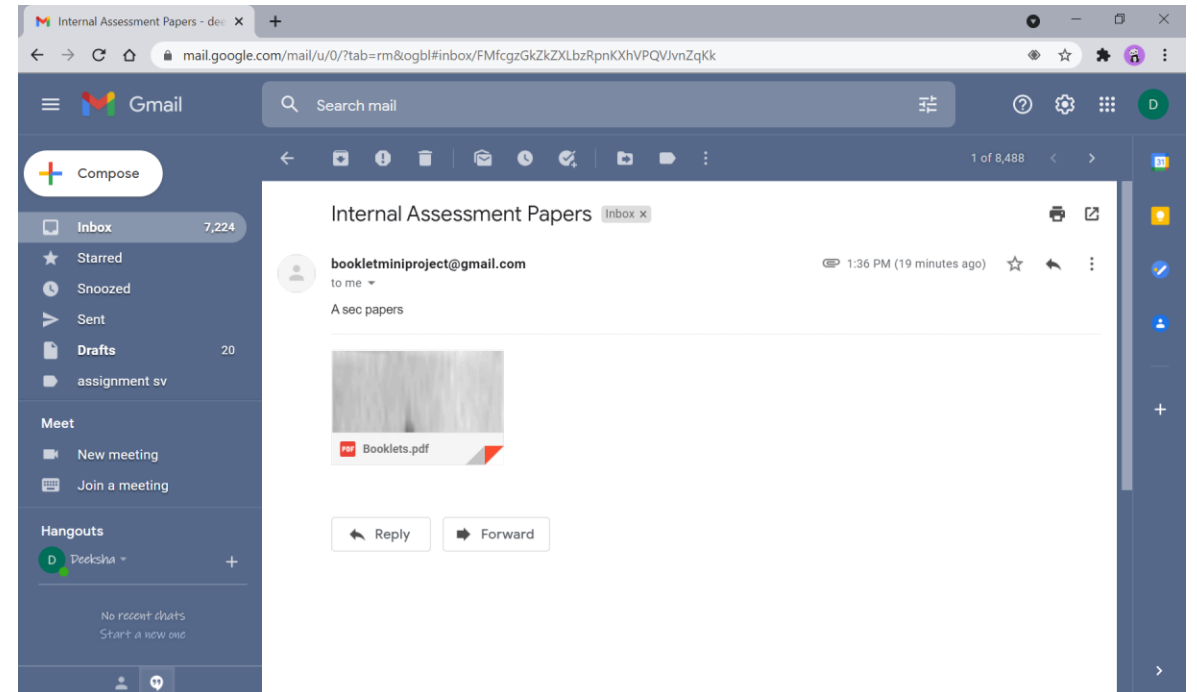 Internal Assessment Papers - dee
mail.google.com/mail/u/0/?tab=rm&ogbl#inbox/FMfcgzGkZkZXLbzRpnKXhVPQVJvnZqKk
Gmail
Search mail
D
Compose
1 of 8,488
31
Internal Assessment Papers Inbox x
Inbox 7,224
Starred
bookletminiproject@gmail.com 1:36 PM (19 minutes ago)
to me
Snoozed
A sec papers
Sent
Drafts 20
assignment sv
Meet
PDF Booklets.pdf
New meeting
Join a meeting
Hangouts
Reply Forward
D Deeksha
No recent chats
Start a new one